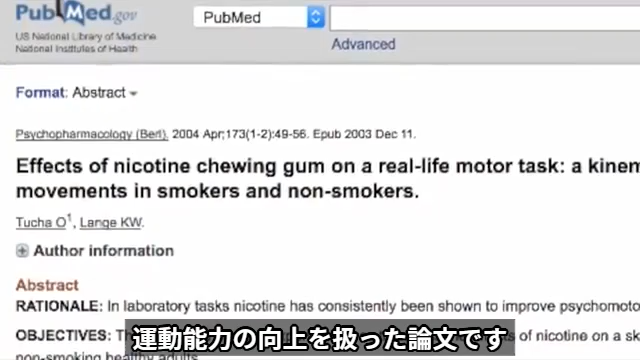 PubMed.gov
PubMed
US National Library of Medicine
National Institutes of Health
Advanced
Format: Abstract
Psychopharmacology (Berl). 2004 Apr;173(1-2):49-56. Epub 2003 Dec 11.
Effects of nicotine chewing gum on a real-life motor task: a kinem
movements in smokers and non-smokers.
Tucha O1, Lange KW.
Author information
Abstract
RATIONALE: In laboratory tasks nicotine has consistently been shown to improve psychomoto
OBJECTIVES: of nicotine on a sk
non-smoking healthy adults
運動能力の向上を扱った論文です